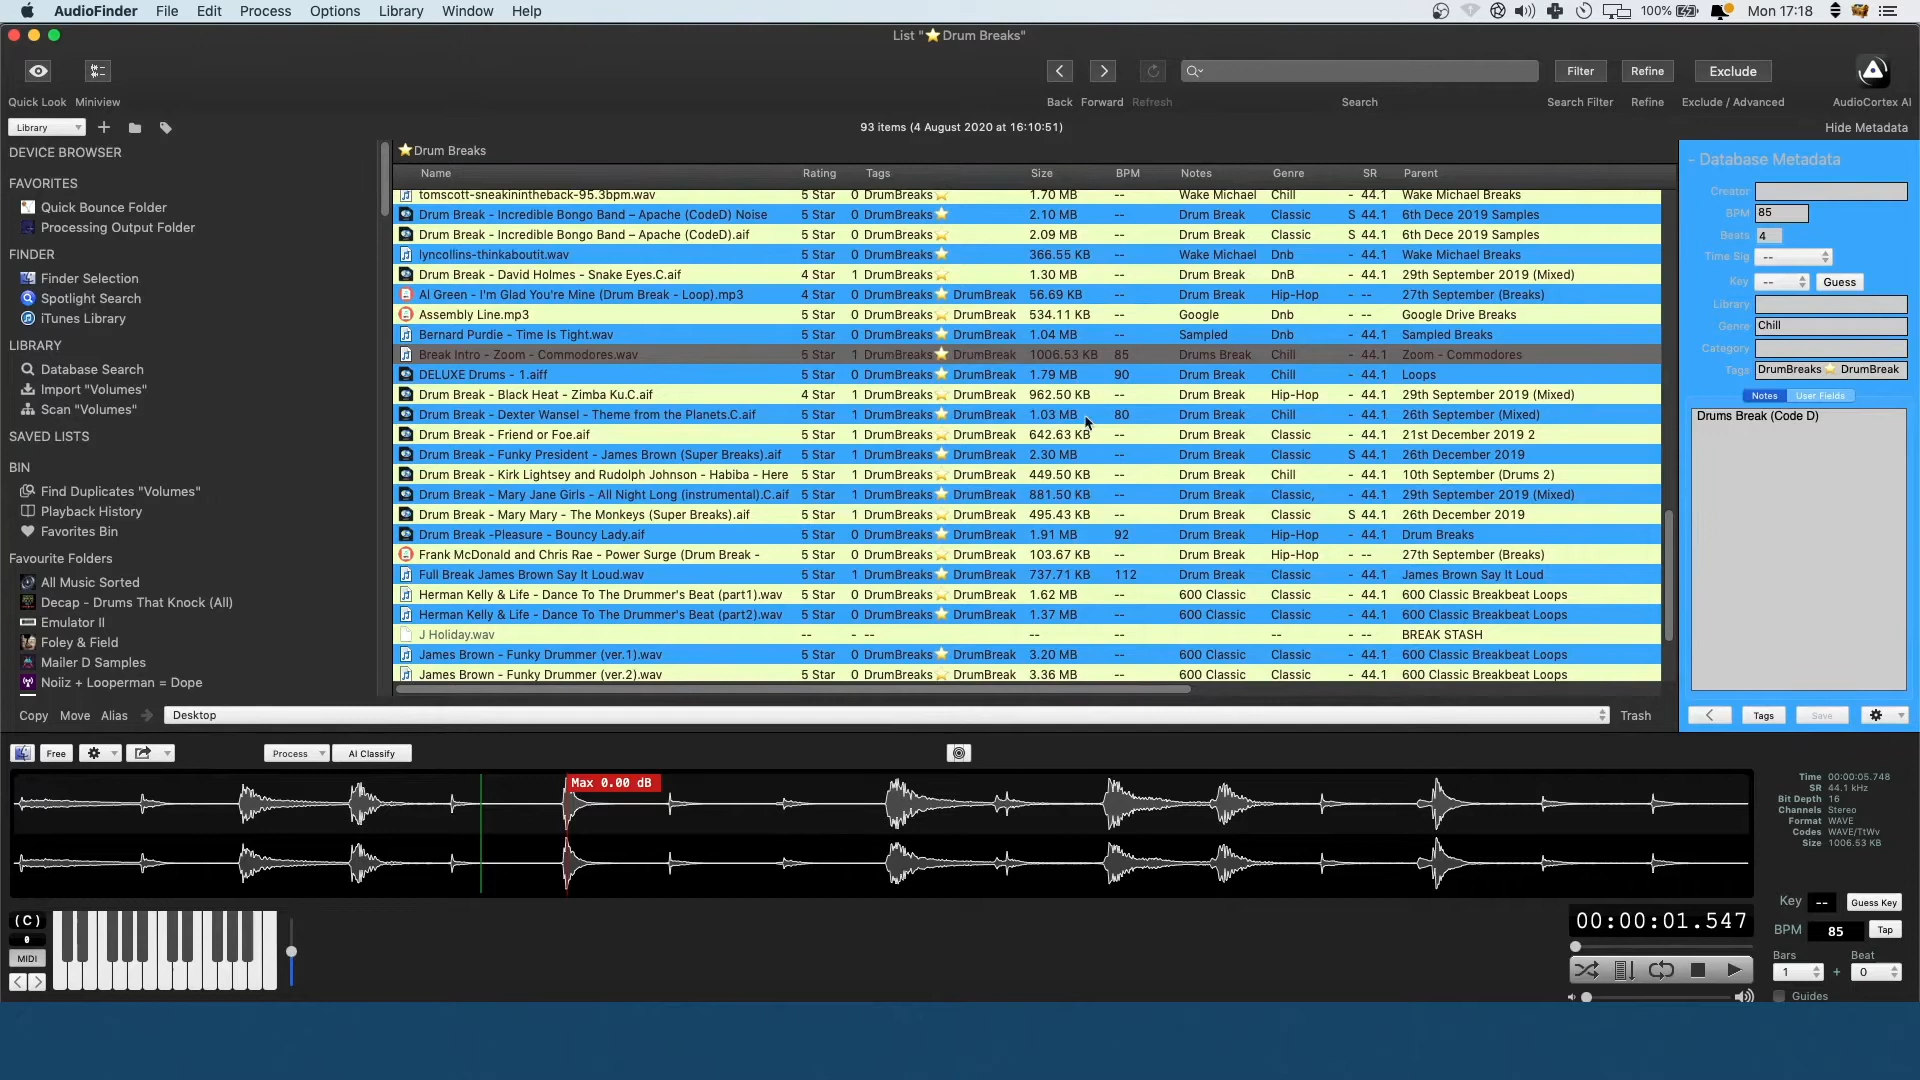 AudioFinder File Edit Process Options Library Window Help 100% Mon 17:18
List "⭐Drum Breaks"
Quick Look Miniview Back Forward Refresh Search Filter Search Filter Refine Refine Exclude Exclude / Advanced AudioCortex AI
Library 93 items (4 August 2020 at 16:10:51) Hide Metadata
DEVICE BROWSER
FAVORITES
Quick Bounce Folder
Processing Output Folder
FINDER
Finder Selection
Spotlight Search
iTunes Library
LIBRARY
Database Search
Import "Volumes"
Scan "Volumes"
SAVED LISTS
BIN
Find Duplicates "Volumes"
Playback History
Favorites Bin
Favourite Folders
All Music Sorted
Decap - Drums That Knock (All)
Emulator II
Foley & Field
Mailer D Samples
Noiiz + Looperman = Dope
⭐Drum Breaks
Name Rating Tags Size BPM Notes Genre SR Parent
tomscott-sneakinintheback-95.3bpm.wav 5 Star 0 DrumBreaks⭐ 1.70 MB -- Wake Michael Chill - 44.1 Wake Michael Breaks
Drum Break - Incredible Bongo Band – Apache (CodeD) Noise 5 Star 0 DrumBreaks⭐ 2.10 MB -- Drum Break Classic S 44.1 6th Dece 2019 Samples
Drum Break - Incredible Bongo Band – Apache (CodeD).aif 5 Star 0 DrumBreaks⭐ 2.09 MB -- Drum Break Classic S 44.1 6th Dece 2019 Samples
lyncollins-thinkaboutit.wav 5 Star 0 DrumBreaks⭐ 366.55 KB -- Wake Michael Dnb - 44.1 Wake Michael Breaks
Drum Break - David Holmes - Snake Eyes.C.aif 4 Star 1 DrumBreaks⭐ 1.30 MB -- Drum Break DnB - 44.1 29th September 2019 (Mixed)
Al Green - I'm Glad You're Mine (Drum Break - Loop).mp3 4 Star 0 DrumBreaks⭐ DrumBreak 56.69 KB -- Drum Break Hip-Hop - -- 27th September (Breaks)
Assembly Line.mp3 5 Star 0 DrumBreaks⭐ DrumBreak 534.11 KB -- Google Dnb - -- Google Drive Breaks
Bernard Purdie - Time Is Tight.wav 5 Star 0 DrumBreaks⭐ DrumBreak 1.04 MB -- Sampled Dnb - 44.1 Sampled Breaks
Break Intro - Zoom - Commodores.wav 5 Star 1 DrumBreaks⭐ DrumBreak 1006.53 KB 85 Drums Break Chill - 44.1 Zoom - Commodores
DELUXE Drums - 1.aiff 5 Star 1 DrumBreaks⭐ DrumBreak 1.79 MB 90 Drum Break Chill - 44.1 Loops
Drum Break - Black Heat - Zimba Ku.C.aif 4 Star 1 DrumBreaks⭐ DrumBreak 962.50 KB -- Drum Break Hip-Hop - 44.1 29th September 2019 (Mixed)
Drum Break - Dexter Wansel - Theme from the Planets.C.aif 5 Star 1 DrumBreaks⭐ DrumBreak 1.03 MB 80 Drum Break Chill - 44.1 26th September (Mixed)
Drum Break - Friend or Foe.aif 5 Star 1 DrumBreaks⭐ DrumBreak 642.63 KB -- Drum Break Classic - 44.1 21st December 2019 2
Drum Break - Funky President - James Brown (Super Breaks).aif 5 Star 1 DrumBreaks⭐ DrumBreak 2.30 MB -- Drum Break Classic S 44.1 26th December 2019
Drum Break - Kirk Lightsey and Rudolph Johnson - Habiba - Here 5 Star 1 DrumBreaks⭐ DrumBreak 449.50 KB -- Drum Break Chill - 44.1 10th September (Drums 2)
Drum Break - Mary Jane Girls - All Night Long (instrumental).C.aif 5 Star 1 DrumBreaks⭐ DrumBreak 881.50 KB -- Drum Break Classic, - 44.1 29th September 2019 (Mixed)
Drum Break - Mary Mary - The Monkeys (Super Breaks).aif 5 Star 1 DrumBreaks⭐ DrumBreak 495.43 KB -- Drum Break Classic S 44.1 26th December 2019
Drum Break -Pleasure - Bouncy Lady.aif 5 Star 1 DrumBreaks⭐ DrumBreak 1.91 MB 92 Drum Break Hip-Hop - 44.1 Drum Breaks
Frank McDonald and Chris Rae - Power Surge (Drum Break - 5 Star 0 DrumBreaks⭐ DrumBreak 103.67 KB -- Drum Break Hip-Hop - -- 27th September (Breaks)
Full Break James Brown Say It Loud.wav 5 Star 1 DrumBreaks⭐ DrumBreak 737.71 KB 112 Drum Break Classic - 44.1 James Brown Say It Loud
Herman Kelly & Life - Dance To The Drummer's Beat (part1).wav 5 Star 0 DrumBreaks⭐ DrumBreak 1.62 MB -- 600 Classic Classic - 44.1 600 Classic Breakbeat Loops
Herman Kelly & Life - Dance To The Drummer's Beat (part2).wav 5 Star 0 DrumBreaks⭐ DrumBreak 1.37 MB -- 600 Classic Classic - 44.1 600 Classic Breakbeat Loops
J Holiday.wav -- - -- -- -- -- - -- BREAK STASH
James Brown - Funky Drummer (ver.1).wav 5 Star 0 DrumBreaks⭐ DrumBreak 3.20 MB -- 600 Classic Classic - 44.1 600 Classic Breakbeat Loops
James Brown - Funky Drummer (ver.2).wav 5 Star 0 DrumBreaks⭐ DrumBreak 3.36 MB -- 600 Classic Classic - 44.1 600 Classic Breakbeat Loops
- Database Metadata
Creator
BPM 85
Beats 4
Time Sig --
Key -- Guess
Library
Genre Chill
Category
Tags DrumBreaks⭐ DrumBreak
Notes User Fields
Drums Break (Code D)
Tags Save
Copy Move Alias Desktop Trash
Free Process AI Classify
Max 0.00 dB
Time 00:00:05.748
SR 44.1 kHz
Bit Depth 16
Channels Stereo
Format WAVE
Codes WAVE/TtWv
Size 1006.53 KB
(C)
0
MIDI
00:00:01.547
Key -- Guess Key
BPM 85 Tap
Bars Beat
1 + 0
Guides